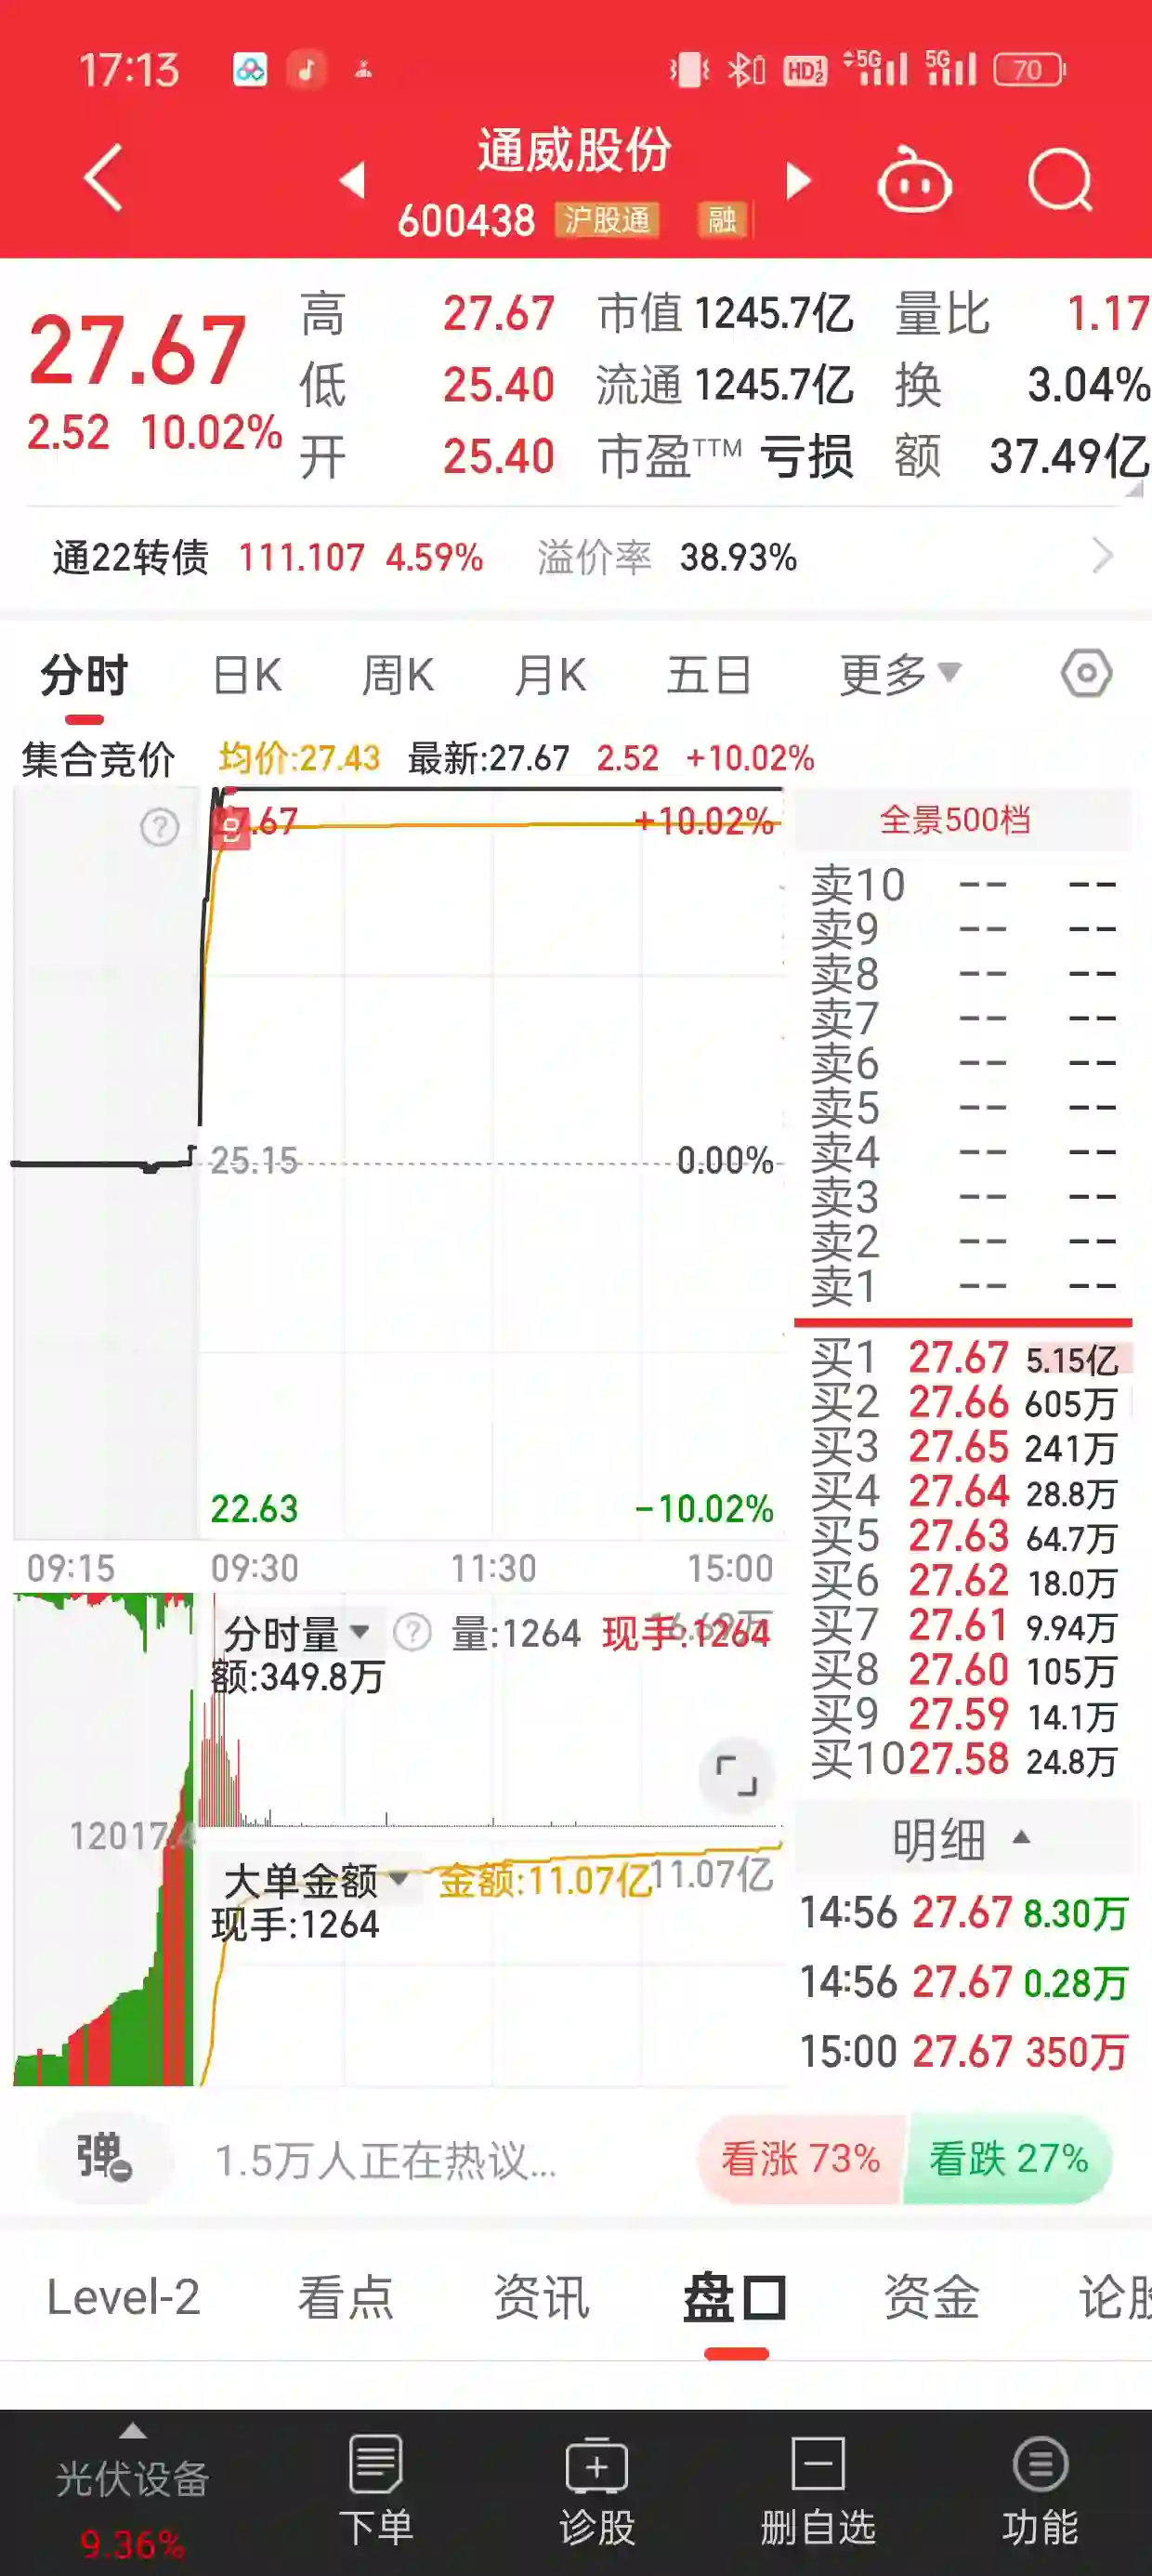 17:13 HD 5G 5G 70
通威股份
600438 沪股通 融
27.67
2.52 10.02%
高 27.67 市值 1245.7亿 量比 1.17
低 25.40 流通 1245.7亿 换 3.04%
开 25.40 市盈TTM 亏损 额 37.49亿
通22转债 111.107 4.59% 溢价率 38.93%
分时 日K 周K 月K 五日 更多
集合竞价 均价:27.43 最新:27.67 2.52 +10.02%
27.67 +10.02%
B
25.15 0.00%
22.63 -10.02%
09:15 09:30 11:30 15:00
分时量 量:1264 现手:1264
额:349.8万
12017.4
大单金额 金额:11.07亿 11.07亿
现手:1264
全景500档
卖10 -- --
卖9 -- --
卖8 -- --
卖7 -- --
卖6 -- --
卖5 -- --
卖4 -- --
卖3 -- --
卖2 -- --
卖1 -- --
买1 27.67 5.15亿
买2 27.66 605万
买3 27.65 241万
买4 27.64 28.8万
买5 27.63 64.7万
买6 27.62 18.0万
买7 27.61 9.94万
买8 27.60 105万
买9 27.59 14.1万
买10 27.58 24.8万
明细
14:56 27.67 8.30万
14:56 27.67 0.28万
15:00 27.67 350万
弹 1.5万人正在热议... 看涨 73% 看跌 27%
Level-2 看点 资讯 盘口 资金 论股
光伏设备 下单 诊股 删自选 功能
9.36%